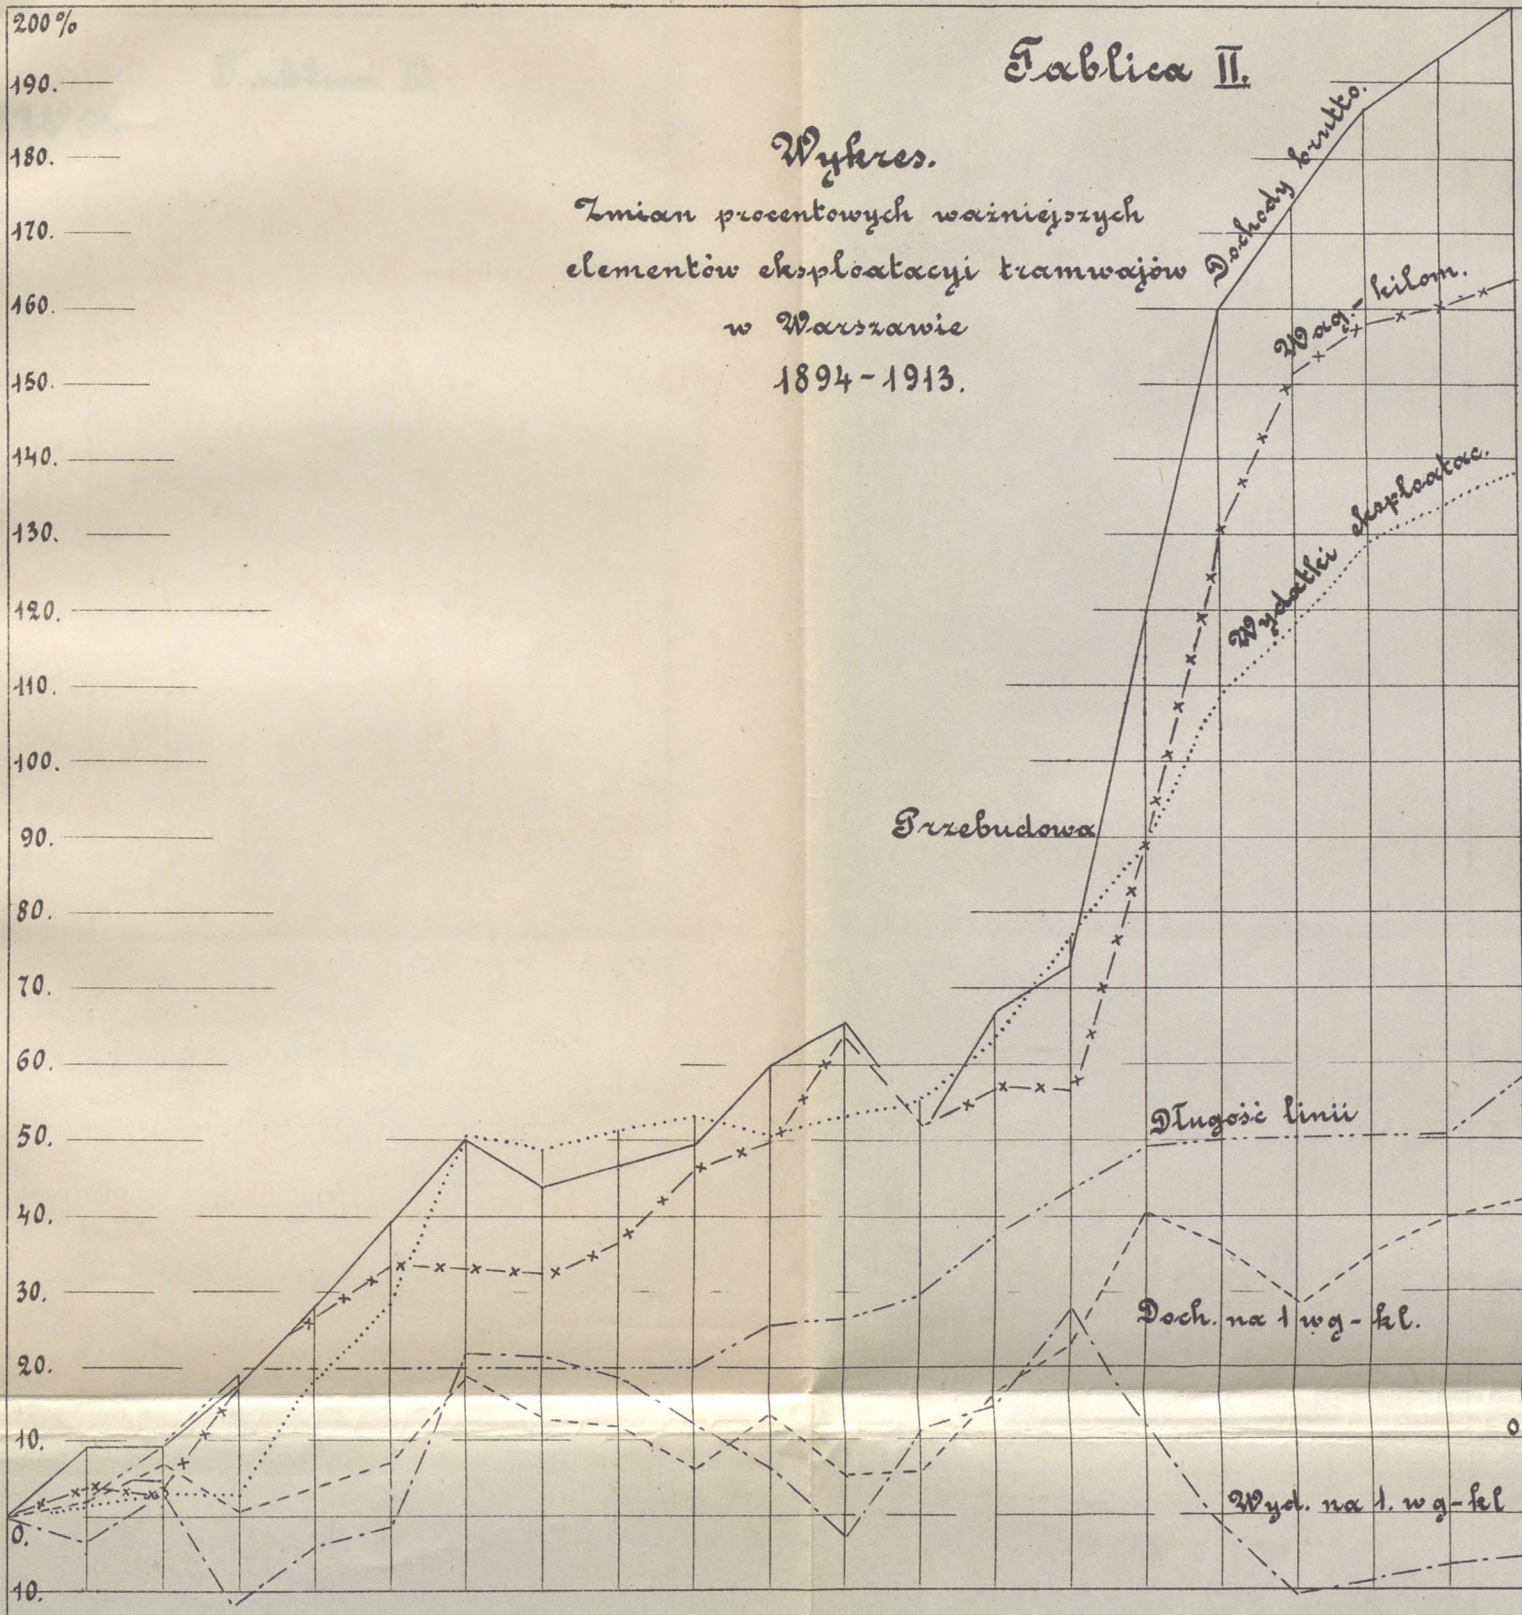 Tablica II.
Wykres.
Zmian procentowych ważniejszych
elementów eksploatacyi tramwajów
w Warszawie
1894-1913.
200%
190.
180.
170.
160.
150.
140.
130.
120.
110.
100.
90.
80.
70.
60.
50.
40.
30.
20.
10.
0.
10.
Dochody brutto.
Wag.-kilom.
Wydatki eksploatac.
Przebudowa
Długość linii
Doch. na 1 wg-kl.
Wyd. na 1. wg-kl
0